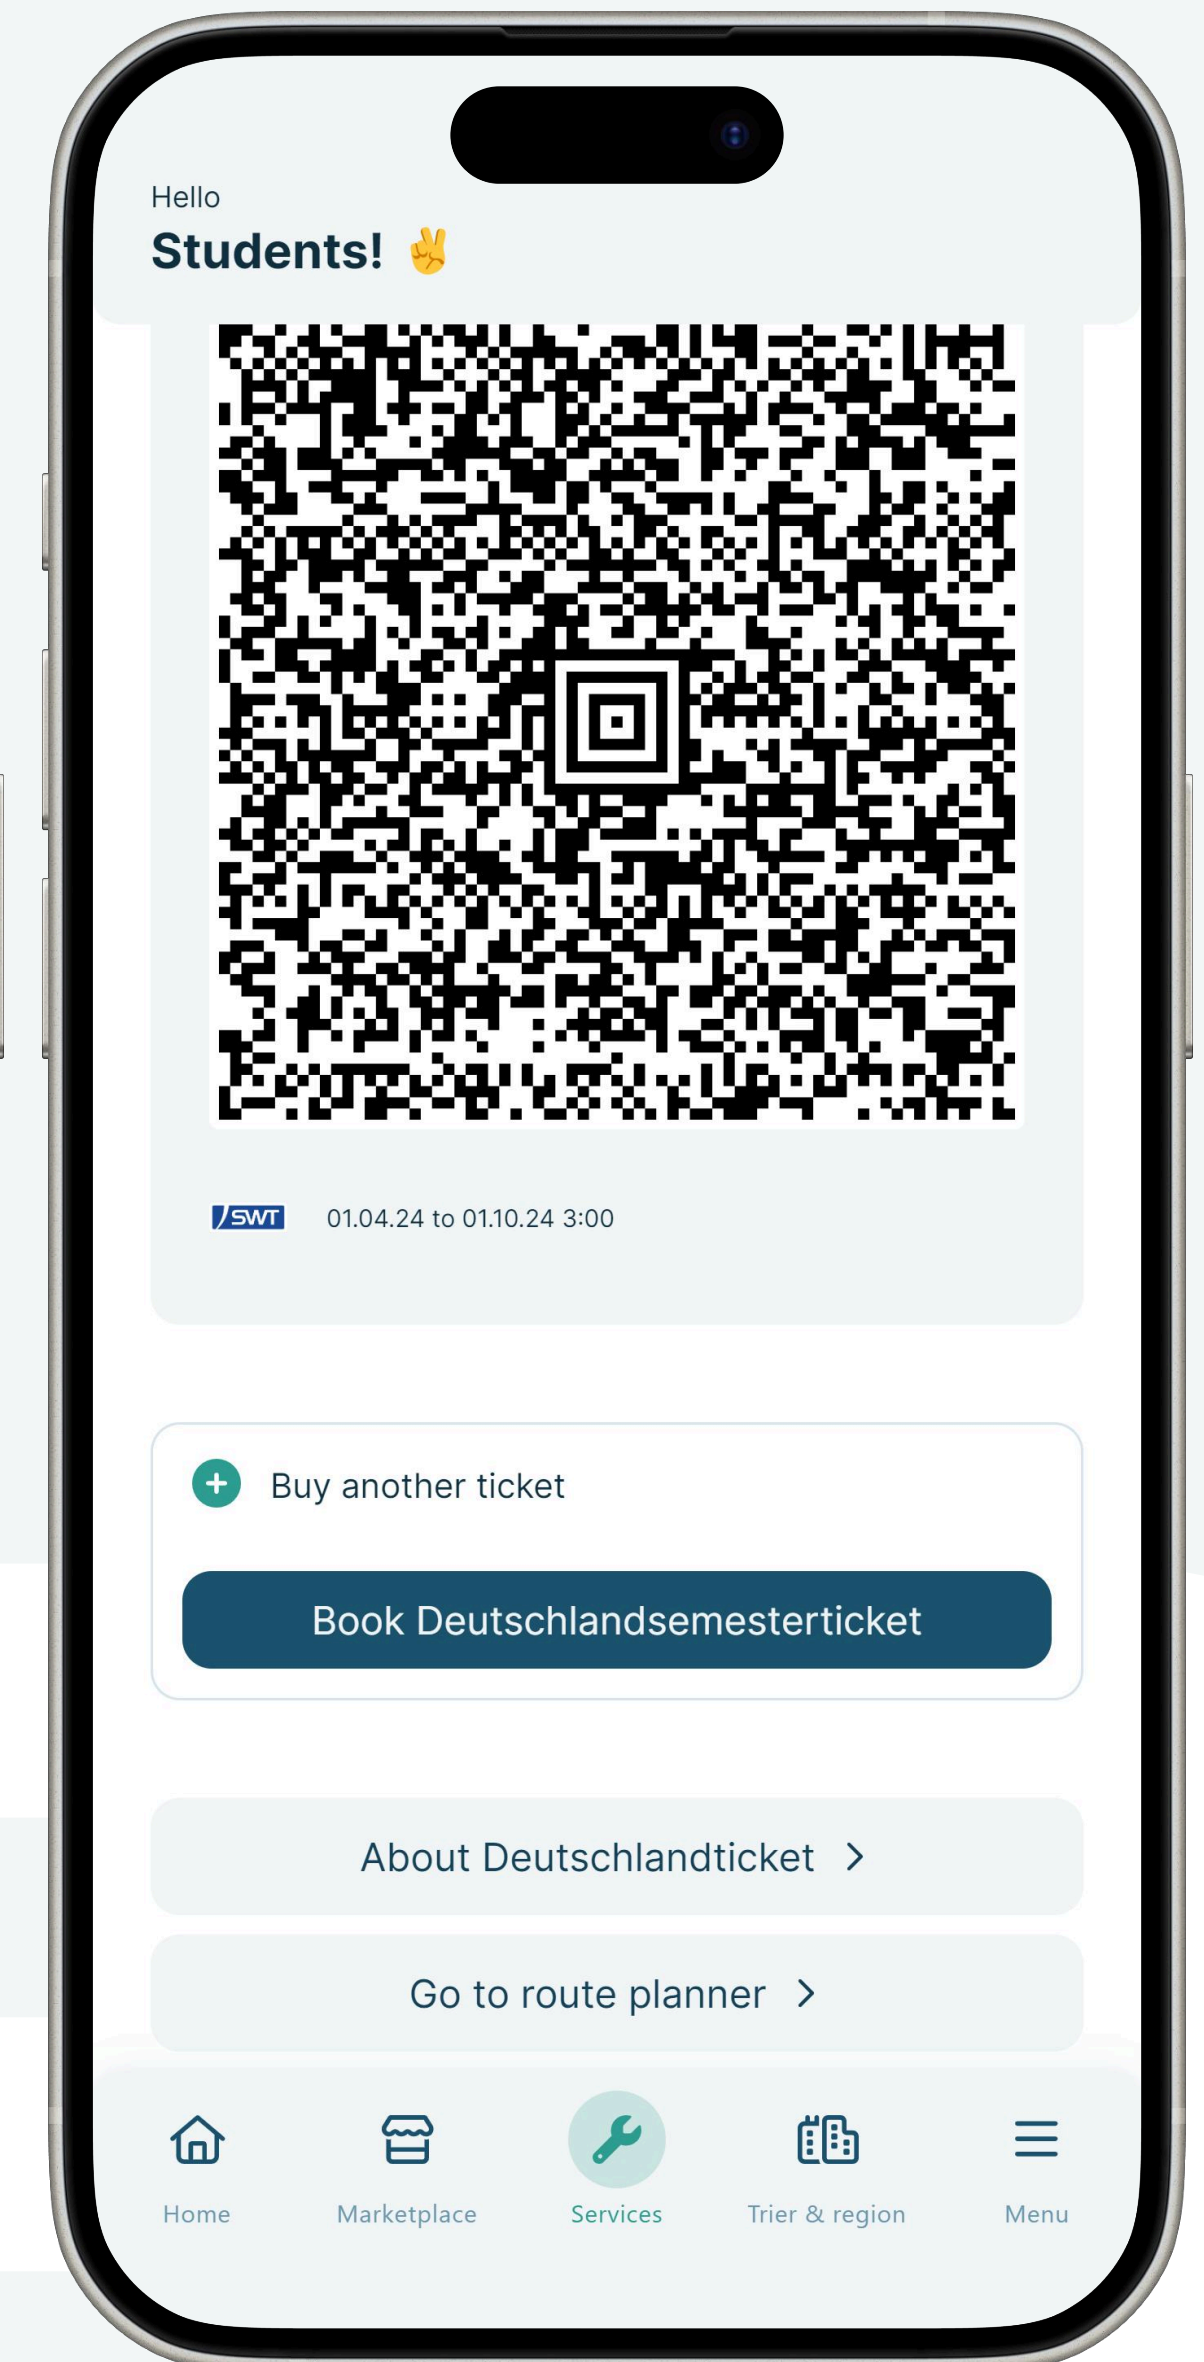 Hello
Students! ✌️
SWT 01.04.24 to 01.10.24 3:00
Buy another ticket
Book Deutschlandsemesterticket
About Deutschlandticket
Go to route planner
Home Marketplace Services Trier & region Menu